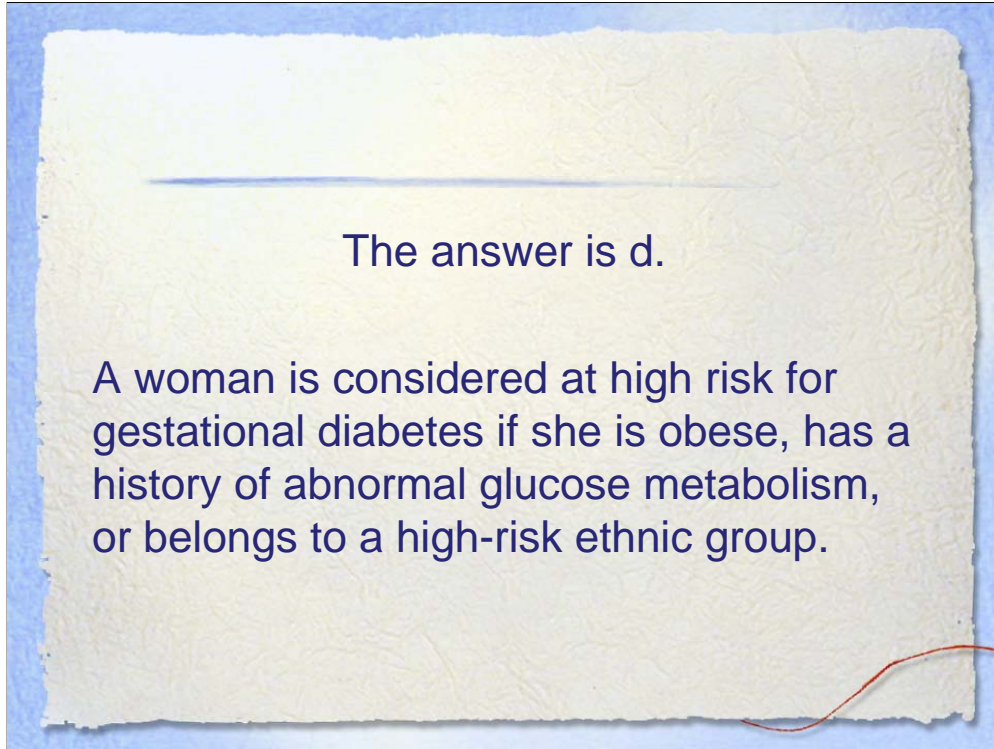 The answer is d.
A woman is considered at high risk for
gestational diabetes if she is obese, has a
history of abnormal glucose metabolism,
or belongs to a high-risk ethnic group.